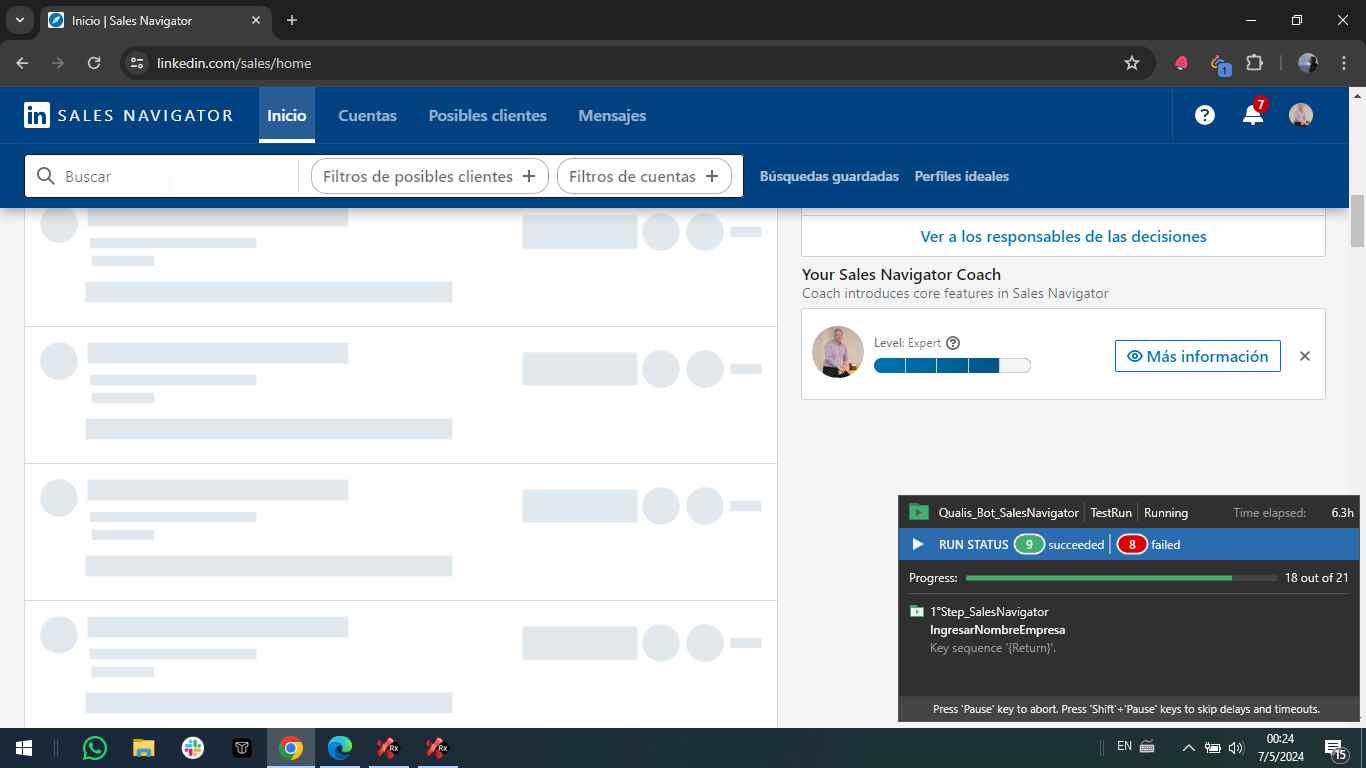 Inicio | Sales Navigator
linkedin.com/sales/home
1
in SALES NAVIGATOR
Inicio
Cuentas
Posibles clientes
Mensajes
7
Buscar
Filtros de posibles clientes +
Filtros de cuentas +
Búsquedas guardadas
Perfiles ideales
Ver a los responsables de las decisiones
Your Sales Navigator Coach
Coach introduces core features in Sales Navigator
Level: Expert
Más información
Qualis_Bot_SalesNavigator TestRun Running Time elapsed: 6.3h
RUN STATUS 9 succeeded 8 failed
Progress: 18 out of 21
1°Step_SalesNavigator
IngresarNombreEmpresa
Key sequence '{Return}'.
Press 'Pause' key to abort. Press 'Shift'+'Pause' keys to skip delays and timeouts.
Rx
Rx
EN
00:24
7/5/2024
15